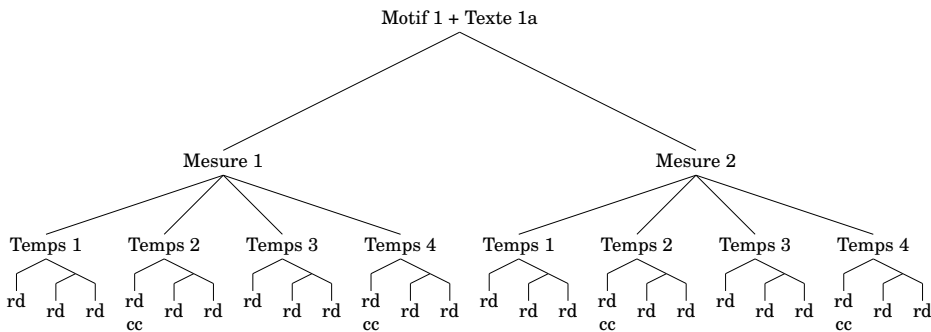 Motif 1 + Texte 1a
Mesure 1 Mesure 2
Temps 1 Temps 2 Temps 3 Temps 4 Temps 1 Temps 2 Temps 3 Temps 4
rd rd rd rd rd rd rd rd
rd rd rd rd rd rd rd rd rd rd rd rd rd rd rd rd
cc cc cc cc